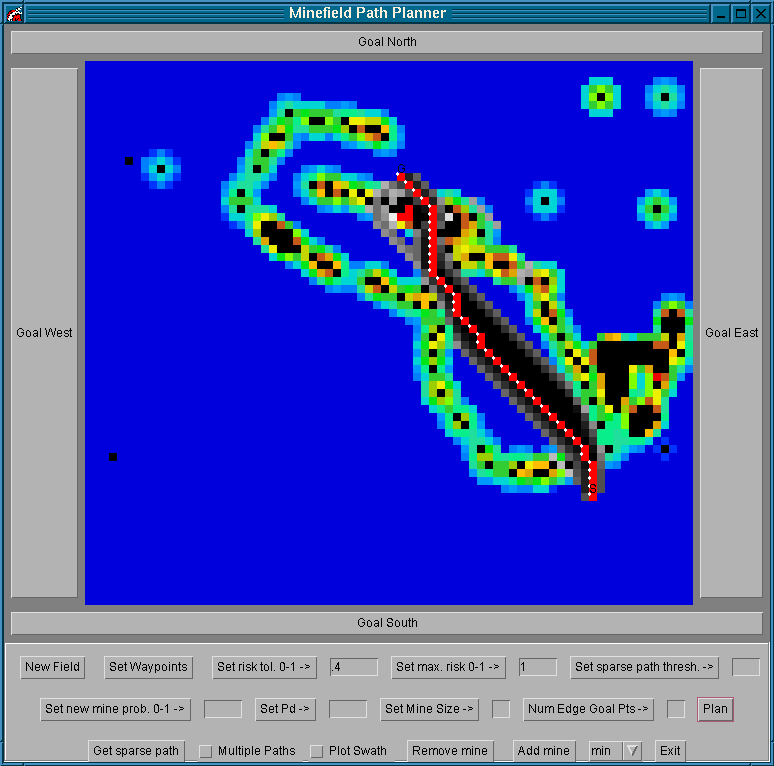 Minefield Path Planner
Goal North
Goal West
Goal East
G
S
Goal South
New Field Set Waypoints Set risk tol. 0-1 -> .4 Set max. risk 0-1 -> 1 Set sparse path thresh. ->
Set new mine prob. 0-1 -> Set Pd -> Set Mine Size -> Num Edge Goal Pts -> Plan
Get sparse path Multiple Paths Plot Swath Remove mine Add mine min Exit